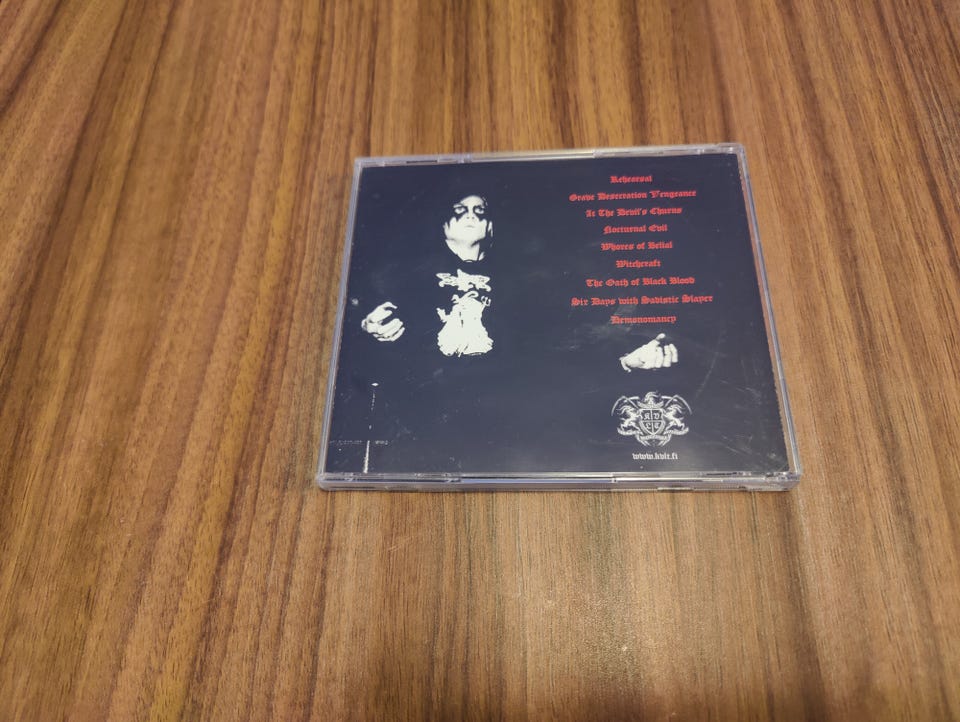 Rehearsal
Grave Desecration Vengeance
At The Devil's Churns
Nocturnal Evil
Whores of Belial
Witchcraft
The Oath of Black Blood
Six Days with Sadistic Slayer
Demonomancy
KVLT
www.kvlt.fi